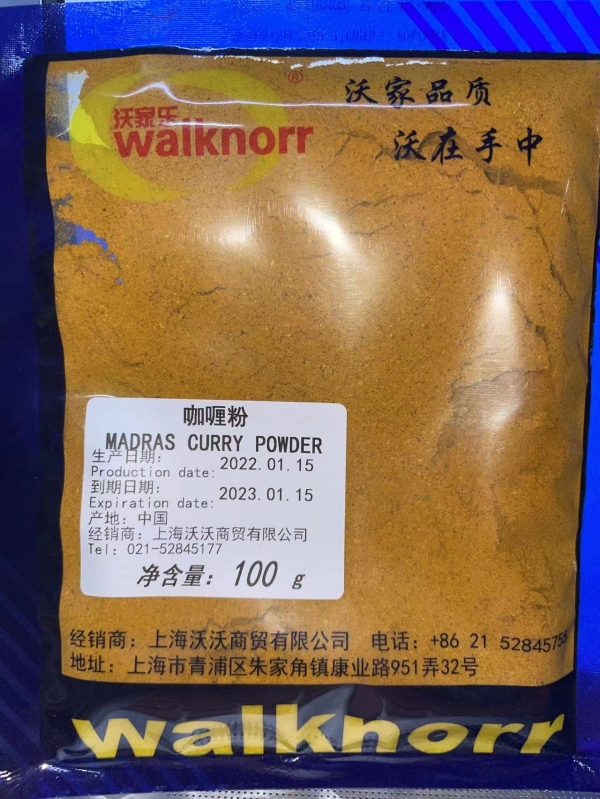 沃家乐
walknorr
®
沃家品质
沃在手中
咖喱粉
MADRAS CURRY POWDER
生产日期: 2022.01.15
Production date:
到期日期: 2023.01.15
Expiration date:
产地: 中国
经销商: 上海沃沃商贸有限公司
Tel: 021-52845177
净含量: 100 g
经销商: 上海沃沃商贸有限公司 电话: +86 21 52845755
地址: 上海市青浦区朱家角镇康业路951弄32号
walknorr